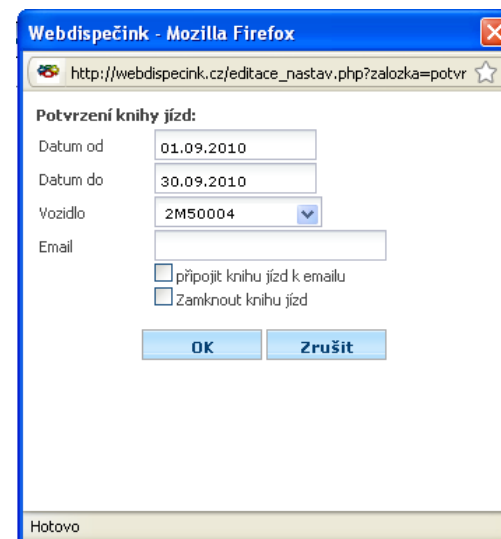 Webdispečink - Mozilla Firefox
http://webdispecink.cz/editace_nastav.php?zalozka=potvr
Potvrzení knihy jízd:
Datum od 01.09.2010
Datum do 30.09.2010
Vozidlo 2M50004
Email
připojit knihu jízd k emailu
Zamknout knihu jízd
OK Zrušit
Hotovo